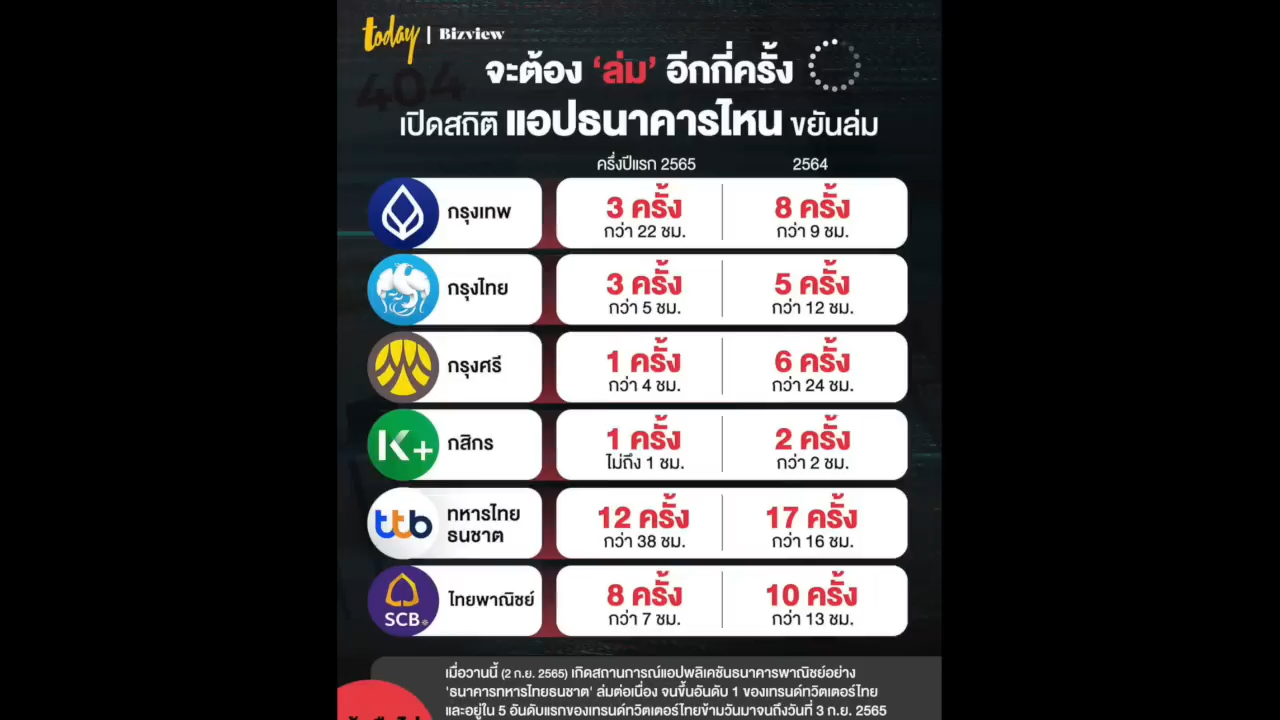 today | Bizview
404
จะต้อง ‘ล่ม’ อีกกี่ครั้ง
เปิดสถิติ แอปธนาคารไหน ขยันล่ม
ครึ่งปีแรก 2565 2564
กรุงเทพ 3 ครั้ง 8 ครั้ง
กว่า 22 ชม. กว่า 9 ชม.
กรุงไทย 3 ครั้ง 5 ครั้ง
กว่า 5 ชม. กว่า 12 ชม.
กรุงศรี 1 ครั้ง 6 ครั้ง
กว่า 4 ชม. กว่า 24 ชม.
K+ กสิกร 1 ครั้ง 2 ครั้ง
ไม่ถึง 1 ชม. กว่า 2 ชม.
ttb ทหารไทย 12 ครั้ง 17 ครั้ง
ธนชาต กว่า 38 ชม. กว่า 16 ชม.
ไทยพาณิชย์ 8 ครั้ง 10 ครั้ง
SCB กว่า 7 ชม. กว่า 13 ชม.
เมื่อวานนี้ (2 ก.ย. 2565) เกิดสถานการณ์แอปพลิเคชันธนาคารพาณิชย์อย่าง
'ธนาคารทหารไทยธนชาต' ล่มต่อเนื่อง จนขึ้นอันดับ 1 ของเทรนด์ทวิตเตอร์ไทย
และอยู่ใน 5 อันดับแรกของเทรนด์ทวิตเตอร์ไทยข้ามวันมาจนถึงวันที่ 3 ก.ย. 2565